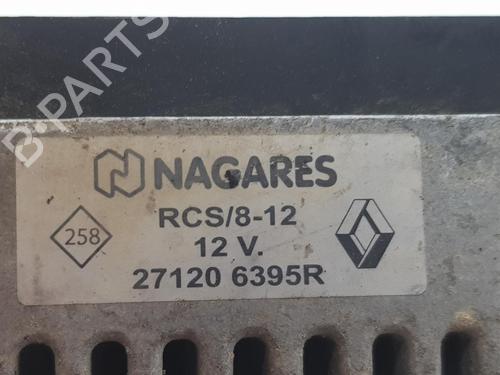 NAGARES
RCS/8-12
258
12 V.
27120 6395R
B-PARTS